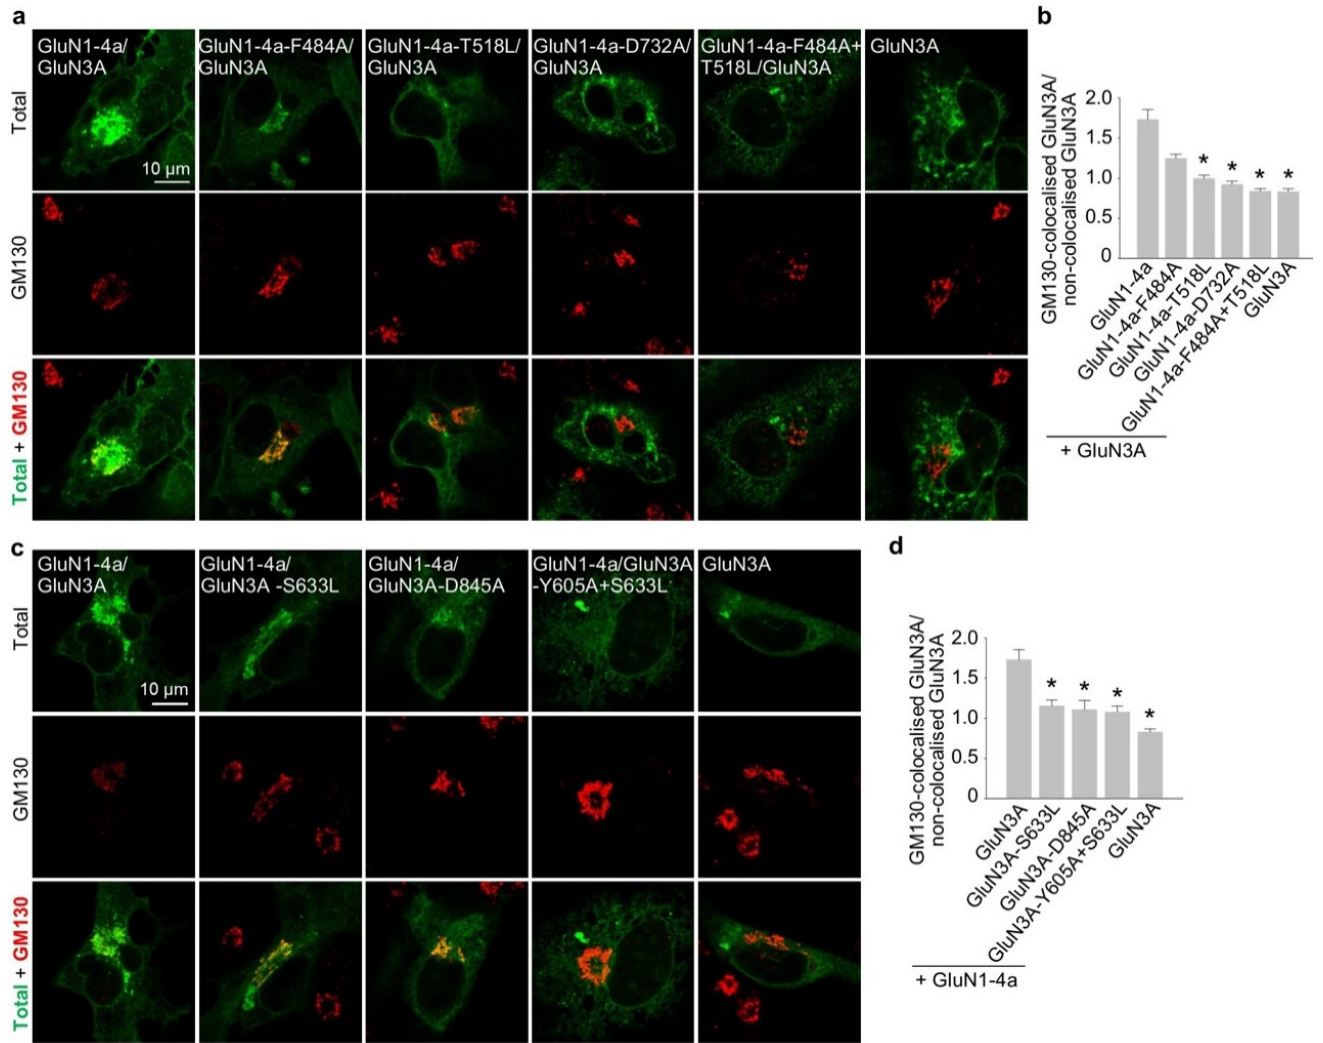 a
GluN1-4a/
GluN3A
GluN1-4a-F484A/
GluN3A
GluN1-4a-T518L/
GluN3A
GluN1-4a-D732A/
GluN3A
GluN1-4a-F484A+
T518L/GluN3A
GluN3A
Total
10 µm
GM130
Total + GM130
b
GM130-colocalised GluN3A/
non-colocalised GluN3A
2.0
1.5
1.0
0.5
0
* * * *
GluN1-4a
GluN1-4a-F484A
GluN1-4a-T518L
GluN1-4a-D732A
GluN1-4a-F484A+T518L
GluN3A
+ GluN3A
c
GluN1-4a/
GluN3A
GluN1-4a/
GluN3A -S633L
GluN1-4a/
GluN3A-D845A
GluN1-4a/GluN3A
-Y605A+S633L
GluN3A
Total
10 µm
GM130
Total + GM130
d
GM130-colocalised GluN3A/
non-colocalised GluN3A
2.0
1.5
1.0
0.5
0
* * * *
GluN3A
GluN3A-S633L
GluN3A-D845A
GluN3A-Y605A+S633L
GluN3A
+ GluN1-4a